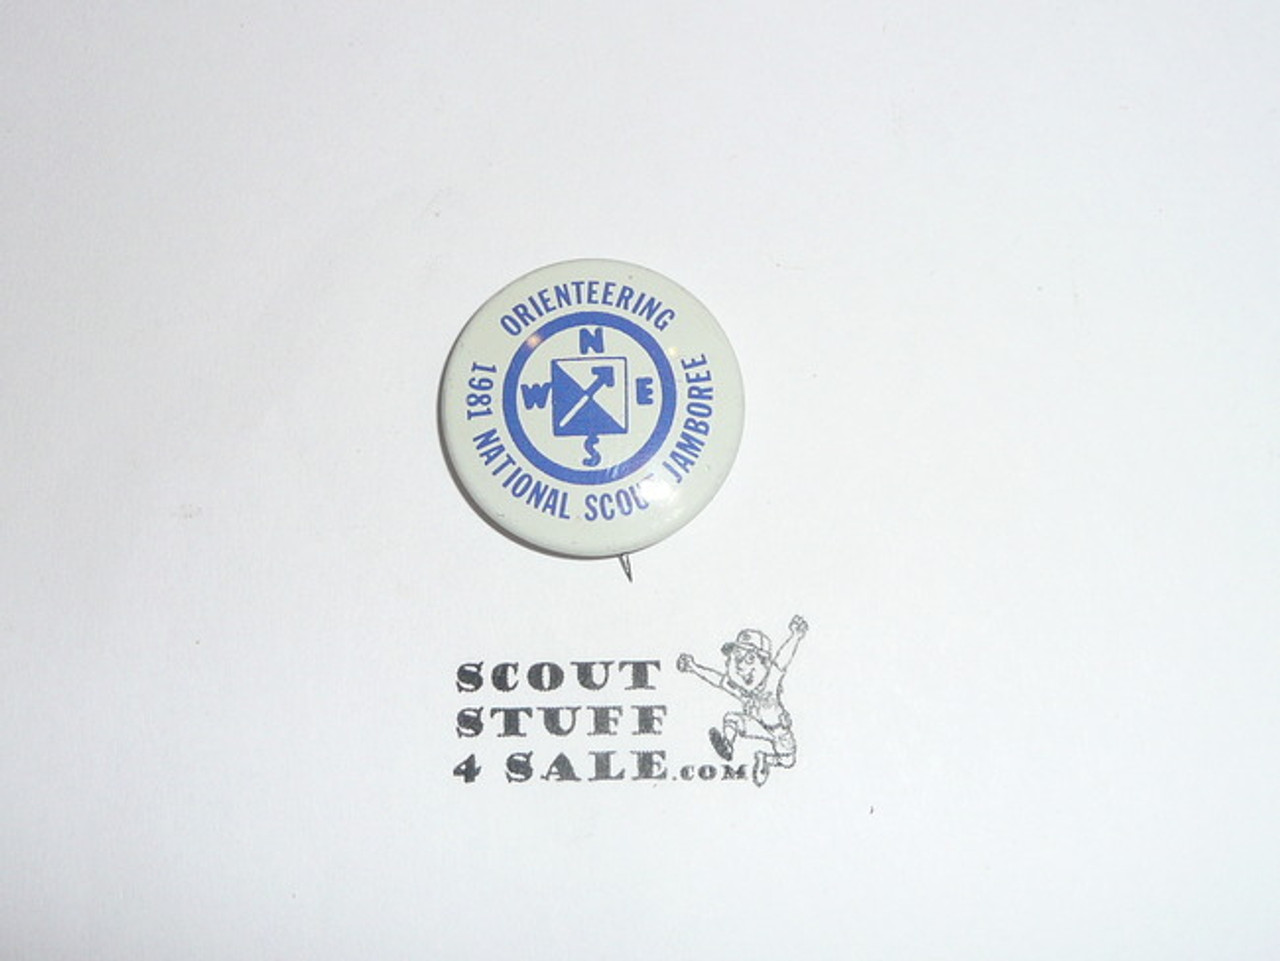 ORIENTEERING
N
W E
S
1981 NATIONAL SCOUT JAMBOREE
SCOUT
STUFF
4 SALE.COM